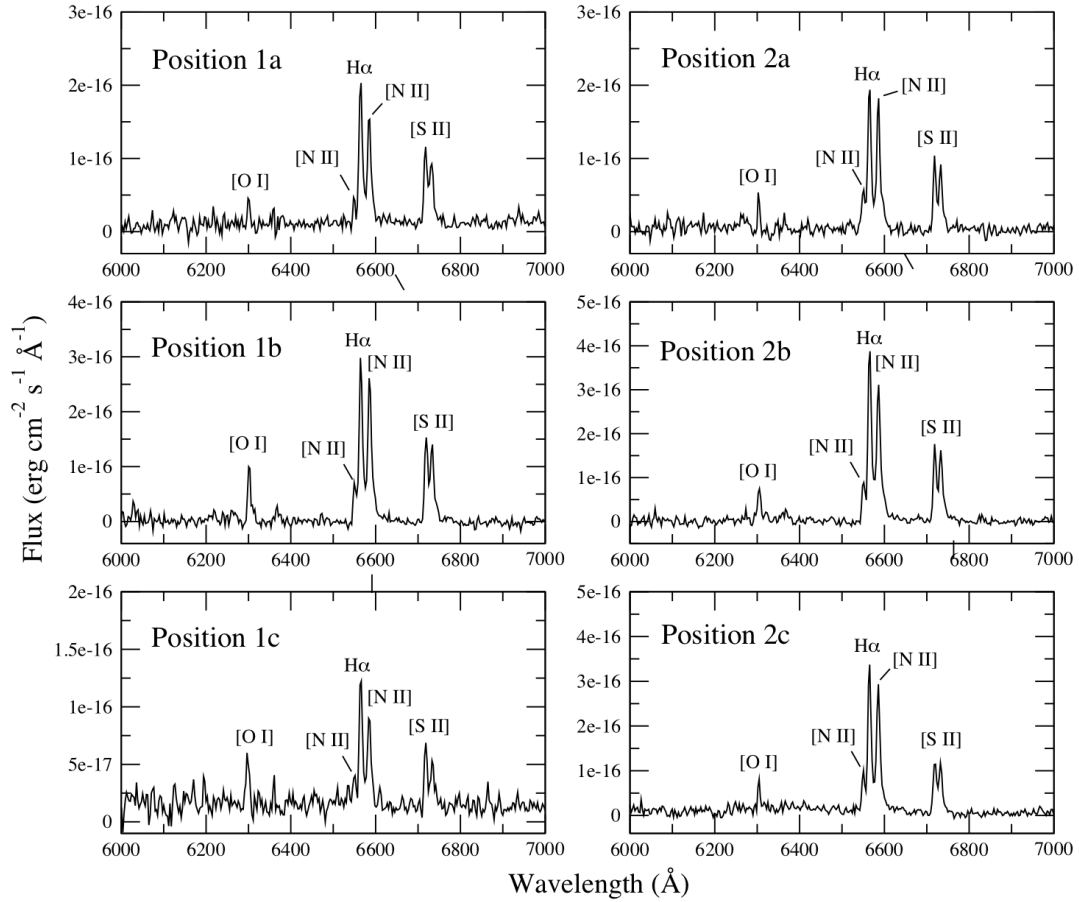 3e-16
2e-16
1e-16
0
Position 1a
Hα
[N II]
[S II]
[N II]
[O I]
6000 6200 6400 6600 6800 7000
3e-16
2e-16
1e-16
0
Position 2a
Hα
[N II]
[S II]
[N II]
[O I]
6000 6200 6400 6600 6800 7000
4e-16
3e-16
2e-16
1e-16
0
Position 1b
Hα
[N II]
[S II]
[O I]
[N II]
6000 6200 6400 6600 6800 7000
5e-16
4e-16
3e-16
2e-16
1e-16
0
Position 2b
Hα
[N II]
[S II]
[N II]
[O I]
6000 6200 6400 6600 6800 7000
2e-16
1.5e-16
1e-16
5e-17
0
Position 1c
Hα
[N II]
[S II]
[O I]
[N II]
6000 6200 6400 6600 6800 7000
5e-16
4e-16
3e-16
2e-16
1e-16
0
Position 2c
Hα
[N II]
[S II]
[N II]
[O I]
6000 6200 6400 6600 6800 7000
Flux (erg cm⁻² s⁻¹ Å⁻¹)
Wavelength (Å)